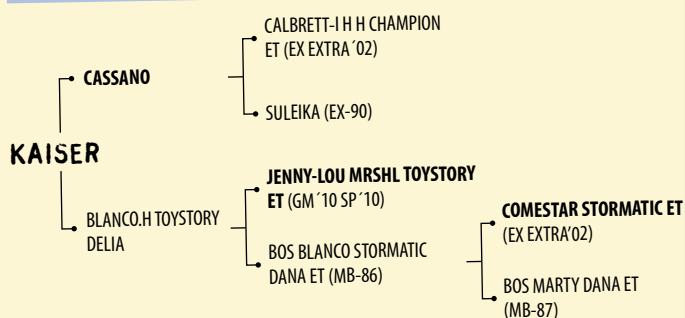 CALBRETT-I H H CHAMPION
ET (EX EXTRA´02)
CASSANO
SULEIKA (EX-90)
KAISER
JENNY-LOU MRSHL TOYSTORY
ET (GM´10 SP´10)
BLANCO.H TOYSTORY
DELIA
COMESTAR STORMATIC ET
(EX EXTRA'02)
BOS BLANCO STORMATIC
DANA ET (MB-86)
BOS MARTY DANA ET
(MB-87)